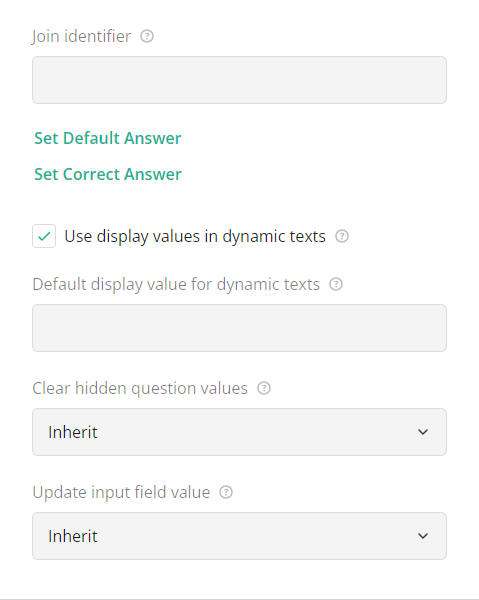 Join identifier ?
Set Default Answer
Set Correct Answer
Use display values in dynamic texts ?
Default display value for dynamic texts ?
Clear hidden question values ?
Inherit
Update input field value ?
Inherit